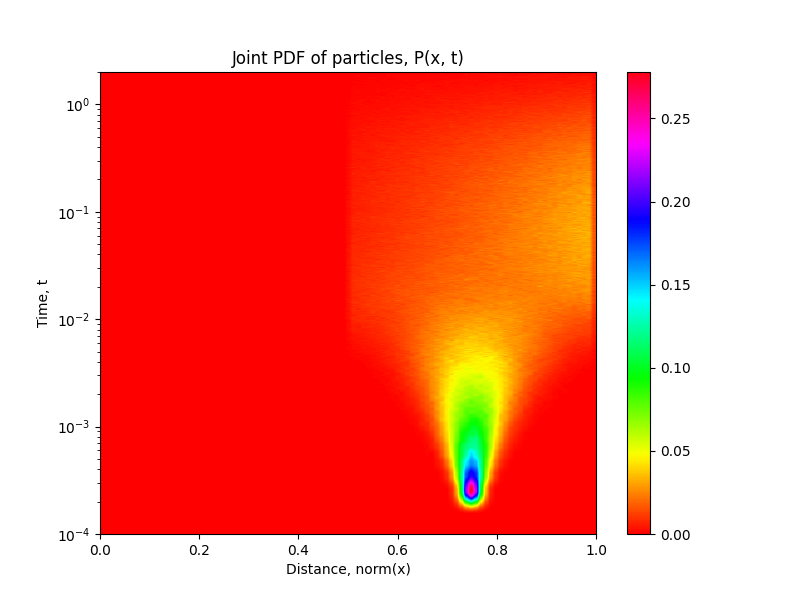 Joint PDF of particles, P(x, t)
10⁰
10⁻¹
10⁻²
10⁻³
10⁻⁴
Time, t
0.0 0.2 0.4 0.6 0.8 1.0
Distance, norm(x)
0.25
0.20
0.15
0.10
0.05
0.00